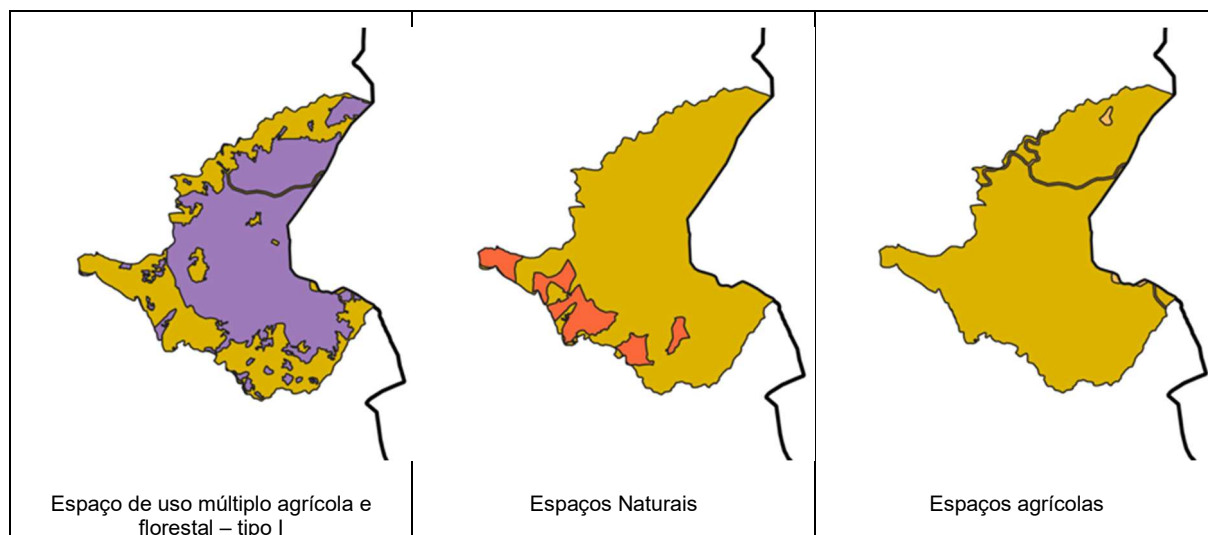 Espaço de uso múltiplo agrícola e
florestal – tipo I
Espaços Naturais
Espaços agrícolas